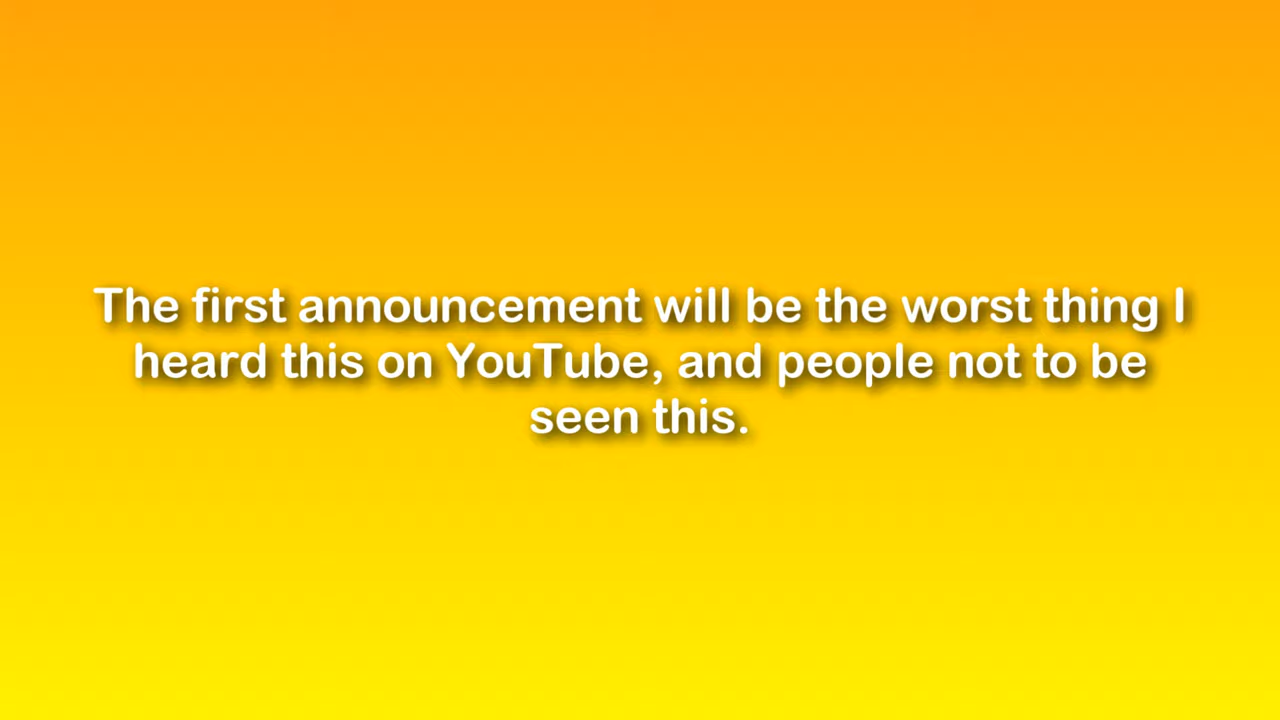 The first announcement will be the worst thing I
heard this on YouTube, and people not to be
seen this.